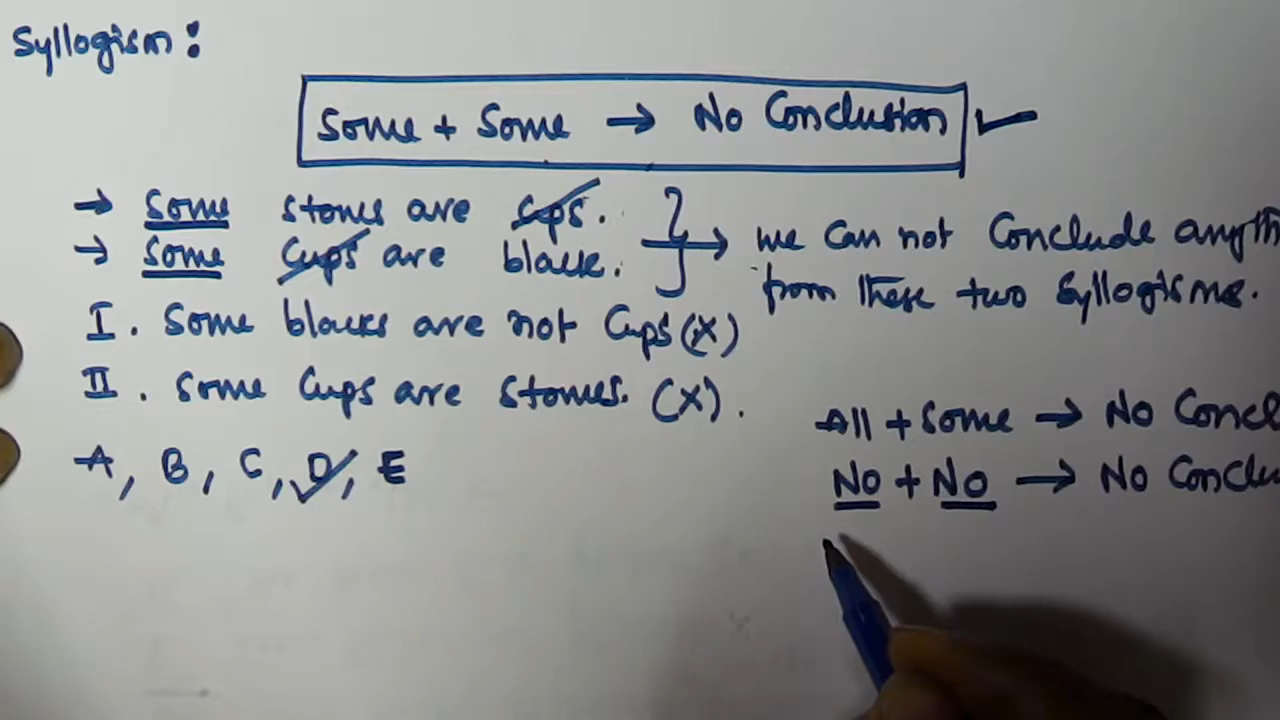 Syllogism:
Some + Some → No Conclusion ✓
→ Some stones are cups.
→ Some Cups are black.
→ we can not Conclude anyth
from these two syllogisms.
I. Some blacks are not Cups (X)
II. Some Cups are stones. (X).
All + Some → No Concl
A, B, C, D, E
No + No → No Conclu